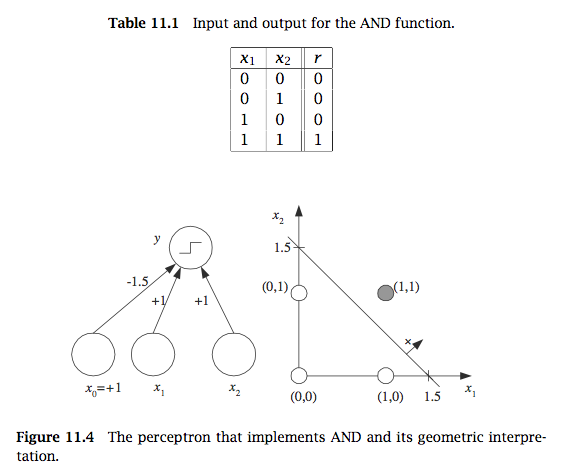 Table 11.1 Input and output for the AND function.
x1 x2 r
0 0 0
0 1 0
1 0 0
1 1 1
y
-1.5
+1
+1
x0=+1
x1
x2
x2
1.5
(0,1)
(1,1)
x
(0,0)
(1,0)
1.5
x1
Figure 11.4 The perceptron that implements AND and its geometric interpre-
tation.